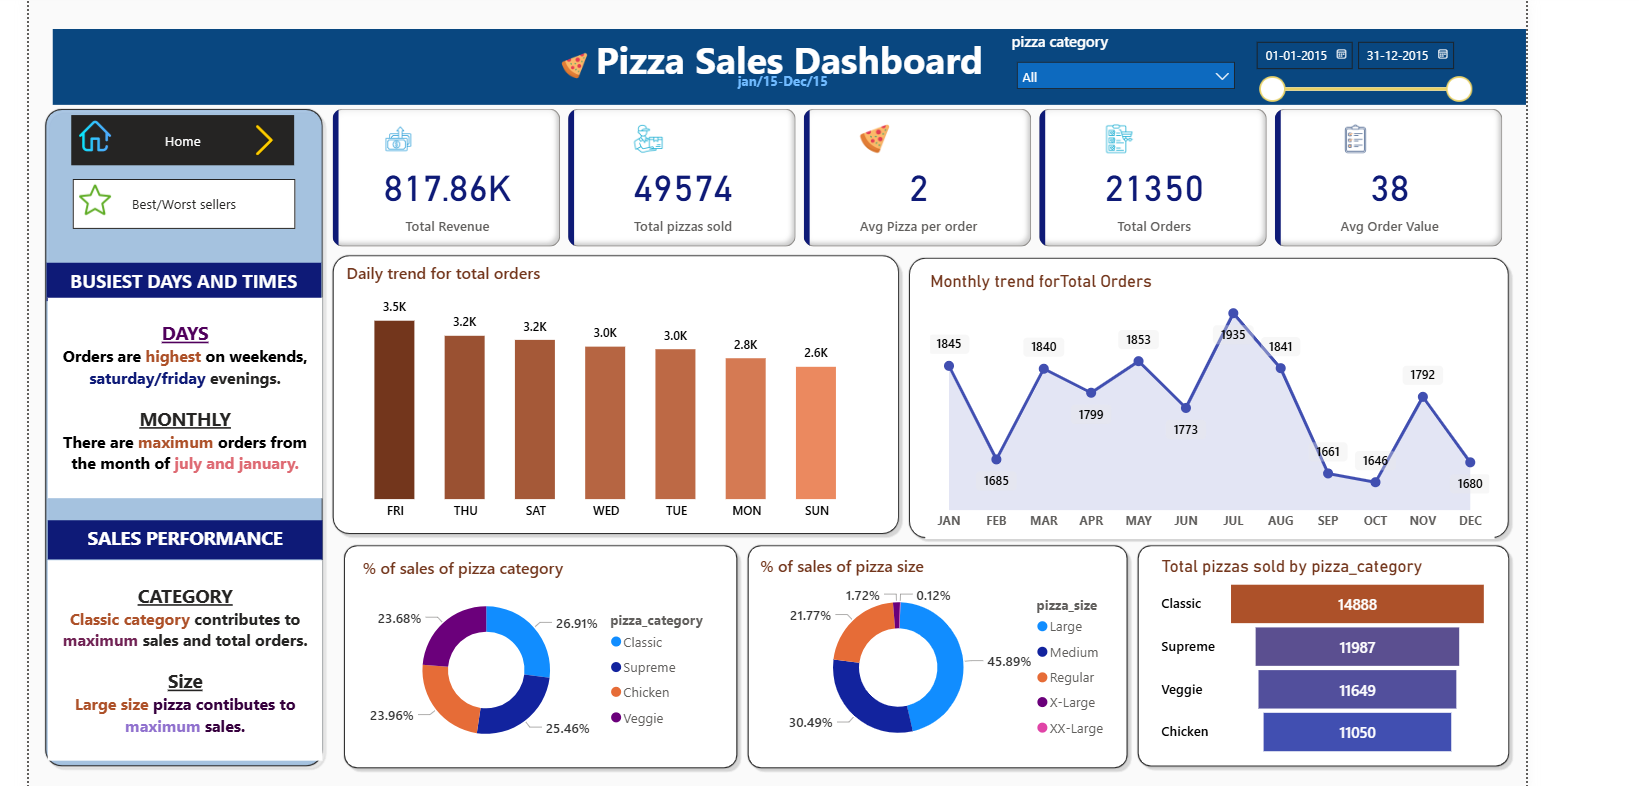 Pizza Sales Dashboard
jan/15-Dec/15
pizza category
All
01-01-2015
31-12-2015
Home
Best/Worst sellers
BUSIEST DAYS AND TIMES
DAYS
Orders are highest on weekends,
saturday/friday evenings.
MONTHLY
There are maximum orders from
the month of july and january.
SALES PERFORMANCE
CATEGORY
Classic category contributes to
maximum sales and total orders.
Size
Large size pizza contibutes to
maximum sales.
817.86K
Total Revenue
49574
Total pizzas sold
2
Avg Pizza per order
21350
Total Orders
38
Avg Order Value
Daily trend for total orders
3.5K
3.2K
3.2K
3.0K
3.0K
2.8K
2.6K
FRI THU SAT WED TUE MON SUN
Monthly trend forTotal Orders
1845
1685
1840
1799
1853
1773
1935
1841
1661
1646
1792
1680
JAN FEB MAR APR MAY JUN JUL AUG SEP OCT NOV DEC
% of sales of pizza category
23.68%
26.91%
23.96%
25.46%
pizza_category
Classic
Supreme
Chicken
Veggie
% of sales of pizza size
1.72%
0.12%
21.77%
45.89%
30.49%
pizza_size
Large
Medium
Regular
X-Large
XX-Large
Total pizzas sold by pizza_category
Classic 14888
Supreme 11987
Veggie 11649
Chicken 11050